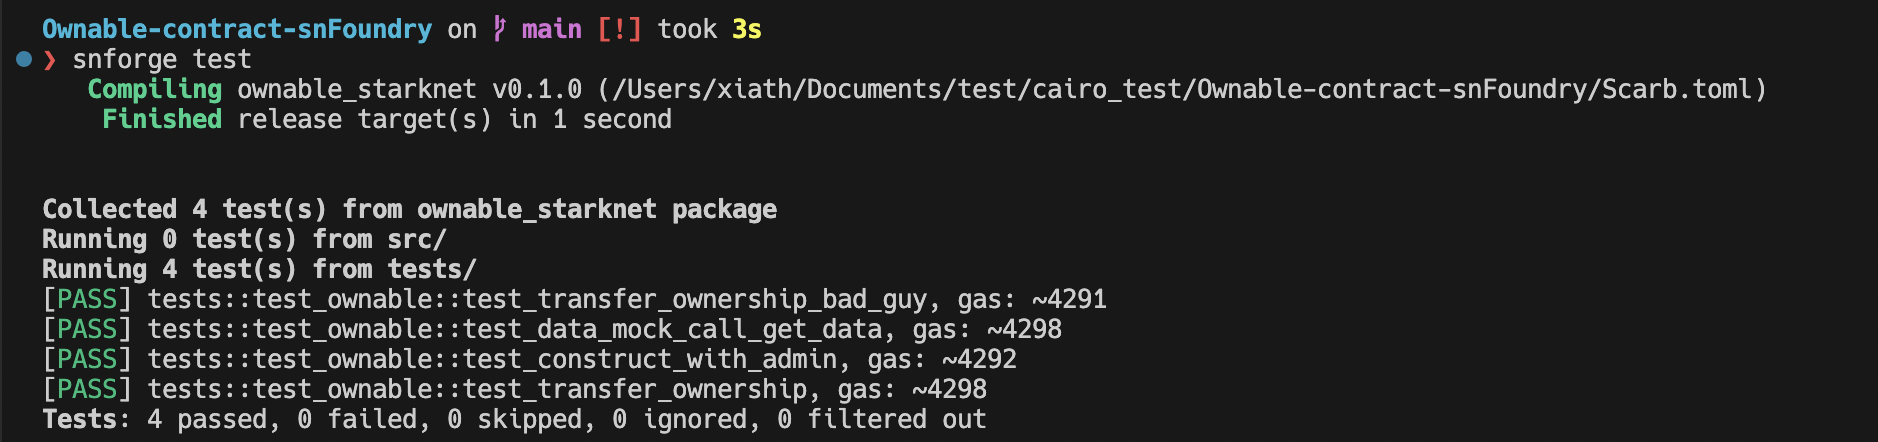 Ownable-contract-snFoundry on main [!] took 3s
❯ snforge test
Compiling ownable_starknet v0.1.0 (/Users/xiath/Documents/test/cairo_test/Ownable-contract-snFoundry/Scarb.toml)
Finished release target(s) in 1 second
Collected 4 test(s) from ownable_starknet package
Running 0 test(s) from src/
Running 4 test(s) from tests/
[PASS] tests::test_ownable::test_transfer_ownership_bad_guy, gas: ~4291
[PASS] tests::test_ownable::test_data_mock_call_get_data, gas: ~4298
[PASS] tests::test_ownable::test_construct_with_admin, gas: ~4292
[PASS] tests::test_ownable::test_transfer_ownership, gas: ~4298
Tests: 4 passed, 0 failed, 0 skipped, 0 ignored, 0 filtered out